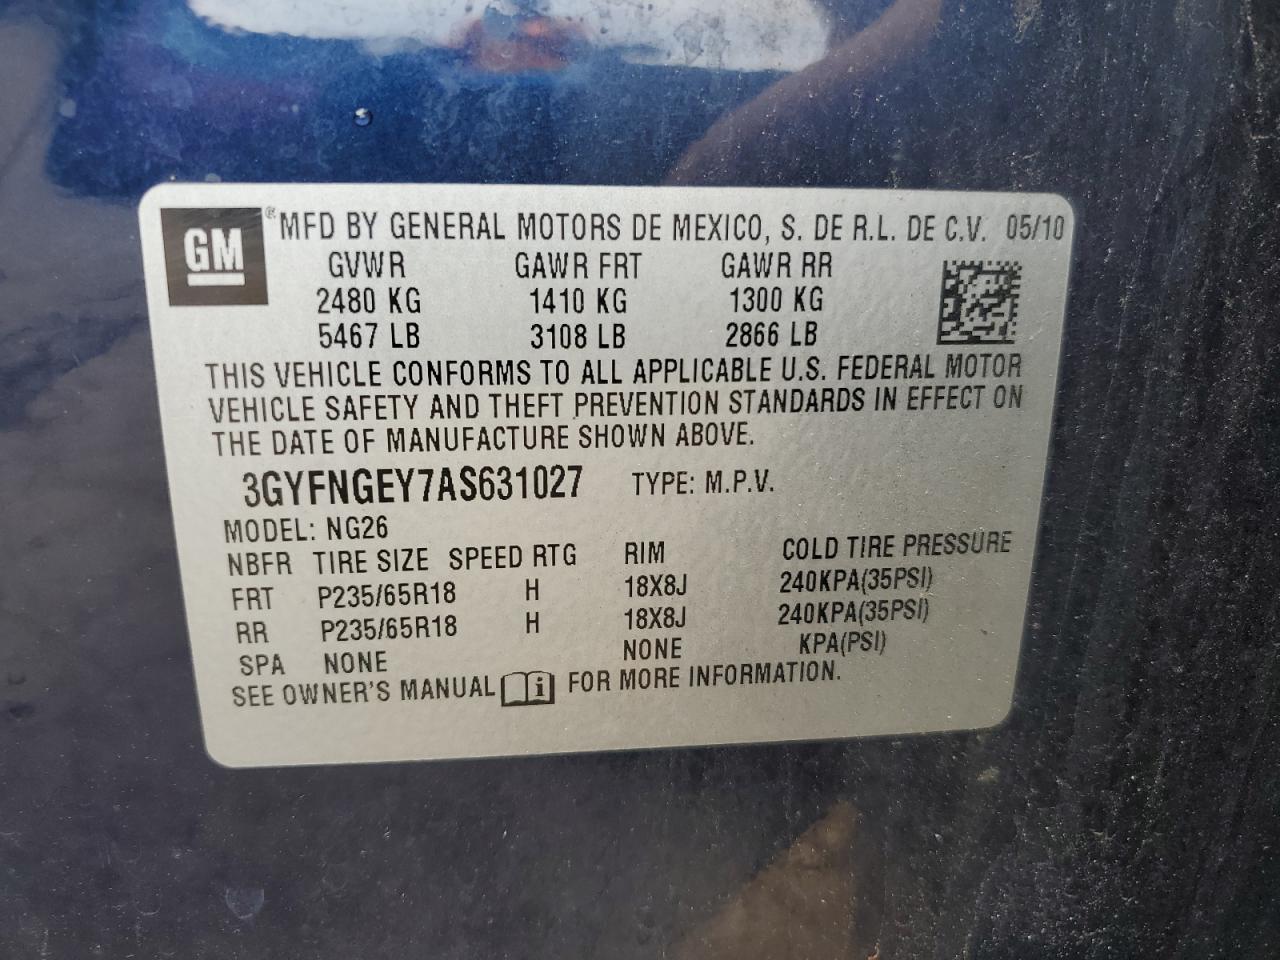 GM ® MFD BY GENERAL MOTORS DE MEXICO, S. DE R.L. DE C.V. 05/10
GVWR GAWR FRT GAWR RR
2480 KG 1410 KG 1300 KG
5467 LB 3108 LB 2866 LB
THIS VEHICLE CONFORMS TO ALL APPLICABLE U.S. FEDERAL MOTOR
VEHICLE SAFETY AND THEFT PREVENTION STANDARDS IN EFFECT ON
THE DATE OF MANUFACTURE SHOWN ABOVE.
3GYFNGEY7AS631027 TYPE: M.P.V.
MODEL: NG26
NBFR TIRE SIZE SPEED RTG RIM COLD TIRE PRESSURE
FRT P235/65R18 H 18X8J 240KPA(35PSI)
RR P235/65R18 H 18X8J 240KPA(35PSI)
SPA NONE NONE KPA(PSI)
SEE OWNER'S MANUAL i FOR MORE INFORMATION.